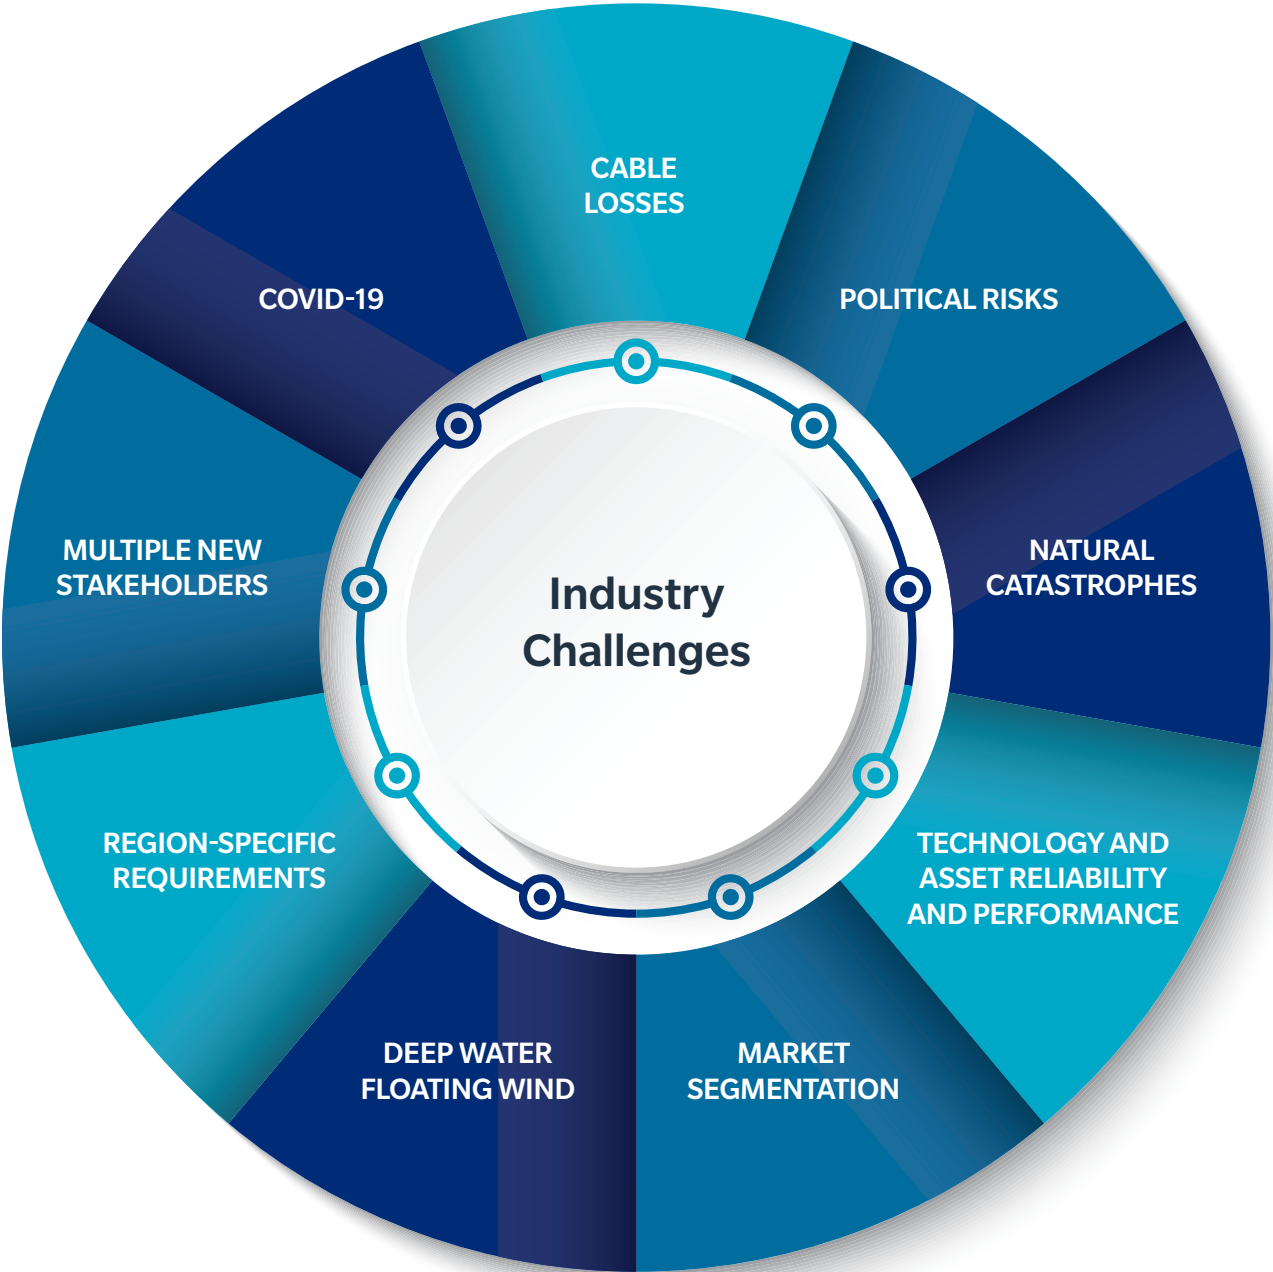 CABLE
LOSSES
POLITICAL RISKS
NATURAL
CATASTROPHES
TECHNOLOGY AND
ASSET RELIABILITY
AND PERFORMANCE
MARKET
SEGMENTATION
DEEP WATER
FLOATING WIND
REGION-SPECIFIC
REQUIREMENTS
MULTIPLE NEW
STAKEHOLDERS
COVID-19
Industry
Challenges